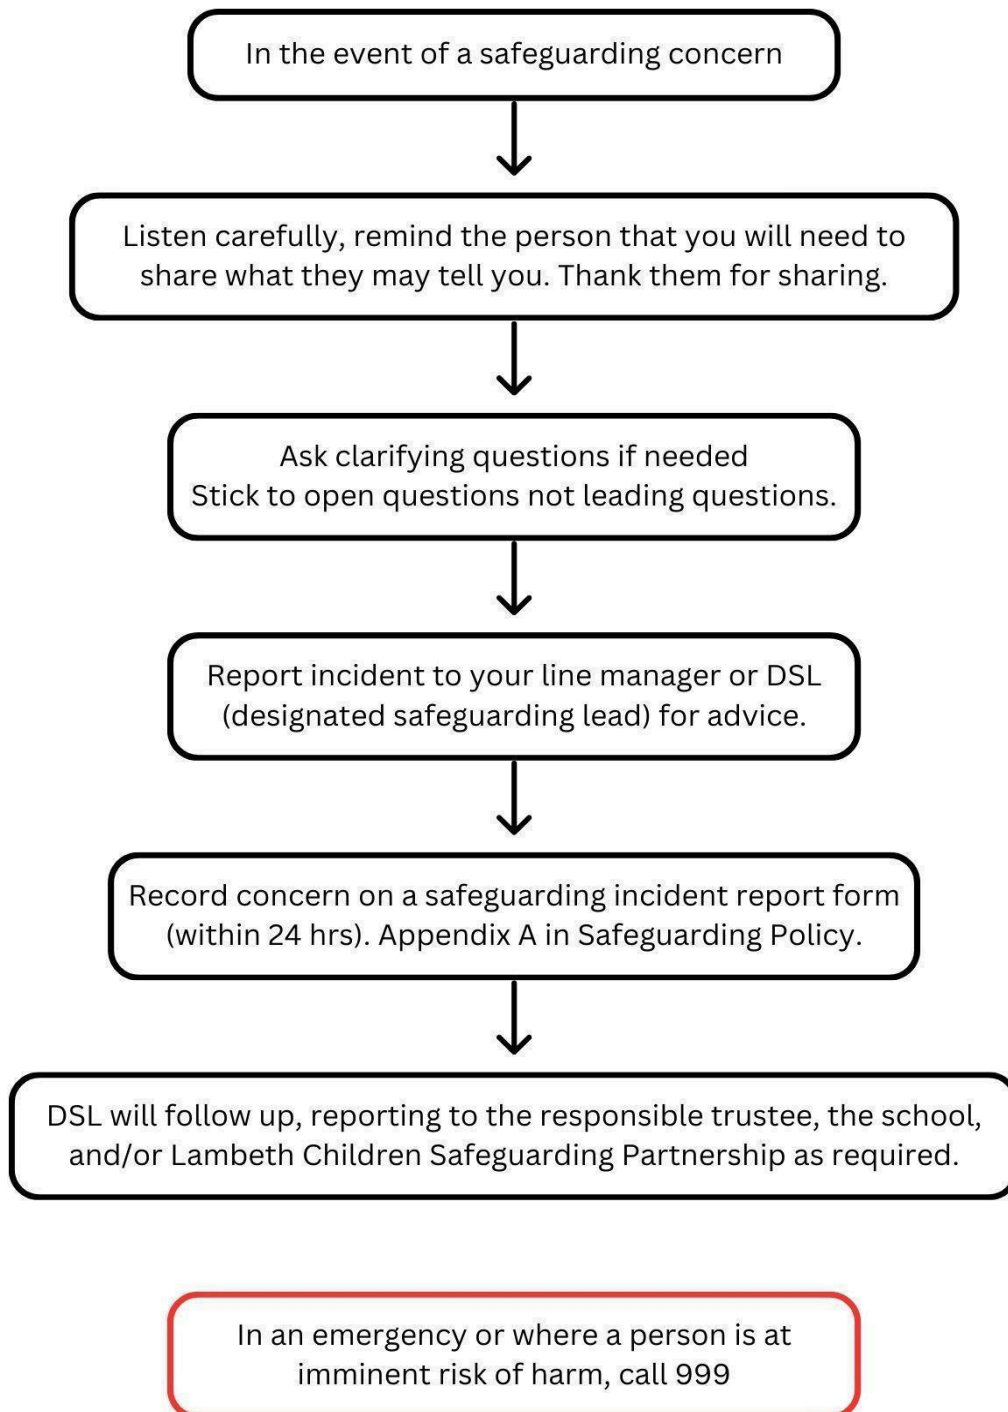 In the event of a safeguarding concern
Listen carefully, remind the person that you will need to
share what they may tell you. Thank them for sharing.
Ask clarifying questions if needed
Stick to open questions not leading questions.
Report incident to your line manager or DSL
(designated safeguarding lead) for advice.
Record concern on a safeguarding incident report form
(within 24 hrs). Appendix A in Safeguarding Policy.
DSL will follow up, reporting to the responsible trustee, the school,
and/or Lambeth Children Safeguarding Partnership as required.
In an emergency or where a person is at
imminent risk of harm, call 999